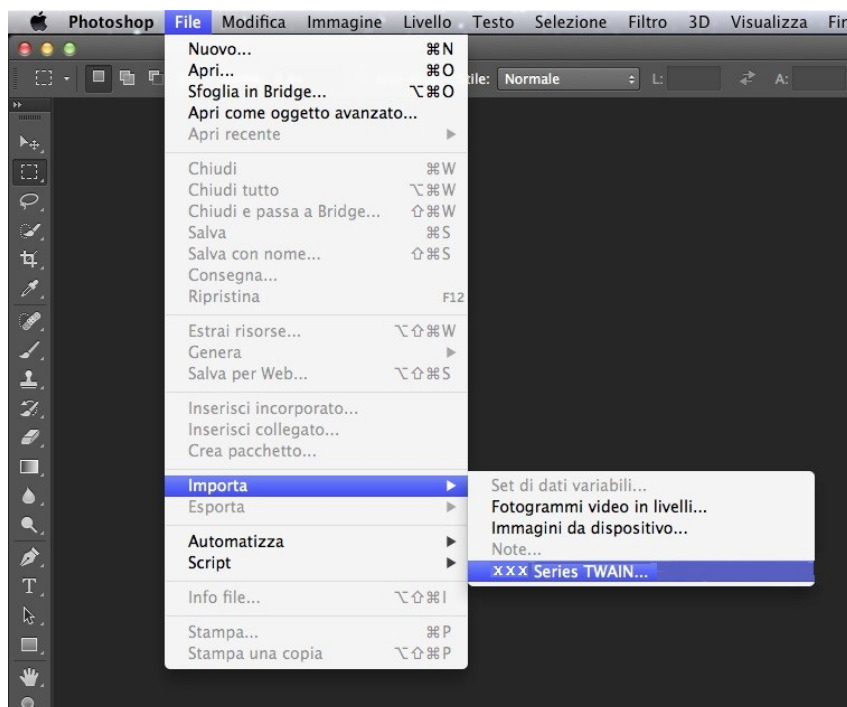 Photoshop File Modifica Immagine Livello Testo Selezione Filtro 3D Visualizza Fin
tile: Normale L: A:
Nuovo... ⌘N
Apri... ⌘O
Sfoglia in Bridge... ⌥⌘O
Apri come oggetto avanzato...
Apri recente
Chiudi ⌘W
Chiudi tutto ⌥⌘W
Chiudi e passa a Bridge... ⇧⌘W
Salva ⌘S
Salva con nome... ⇧⌘S
Consegna...
Ripristina F12
Estrai risorse... ⌥⇧⌘W
Genera
Salva per Web... ⌥⇧⌘S
Inserisci incorporato...
Inserisci collegato...
Crea pacchetto...
Importa
Esporta
Automatizza
Script
Info file... ⌥⇧⌘I
Stampa... ⌘P
Stampa una copia ⌥⇧⌘P
Set di dati variabili...
Fotogrammi video in livelli...
Immagini da dispositivo...
Note...
XXX Series TWAIN...